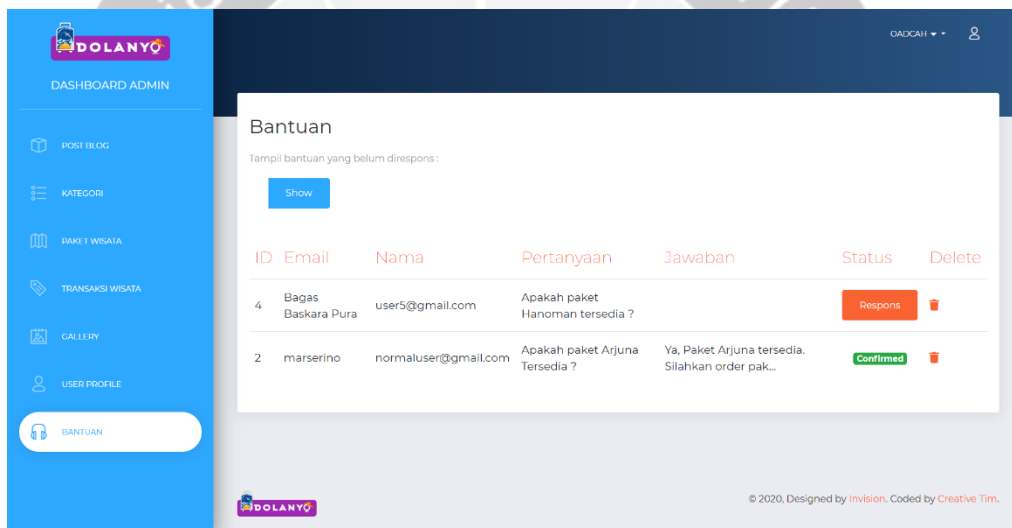 DOLANYO
DASHBOARD ADMIN
POST BLOG
KATEGORI
PAKET WISATA
TRANSAKSI WISATA
GALLERY
USER PROFILE
BANTUAN
OADCAH
Bantuan
Tampil bantuan yang belum direspons :
Show
ID Email Nama Pertanyaan Jawaban Status Delete
4 Bagas Baskara Pura user5@gmail.com Apakah paket Hanoman tersedia ? Respons
2 marserino normaluser@gmail.com Apakah paket Arjuna Tersedia ? Ya, Paket Arjuna tersedia. Silahkan order pak... Confirmed
DOLANYO
© 2020, Designed by Invision. Coded by Creative Tim.